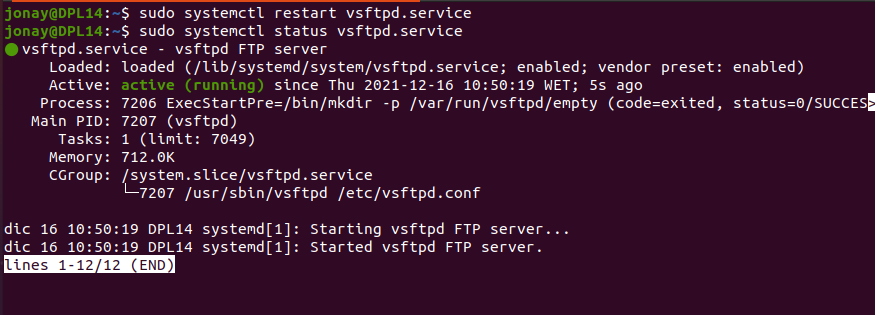 jonay@DPL14:~$ sudo systemctl restart vsftpd.service
jonay@DPL14:~$ sudo systemctl status vsftpd.service
● vsftpd.service - vsftpd FTP server
     Loaded: loaded (/lib/systemd/system/vsftpd.service; enabled; vendor preset: enabled)
     Active: active (running) since Thu 2021-12-16 10:50:19 WET; 5s ago
    Process: 7206 ExecStartPre=/bin/mkdir -p /var/run/vsftpd/empty (code=exited, status=0/SUCCES>
   Main PID: 7207 (vsftpd)
      Tasks: 1 (limit: 7049)
     Memory: 712.0K
     CGroup: /system.slice/vsftpd.service
             └─7207 /usr/sbin/vsftpd /etc/vsftpd.conf
dic 16 10:50:19 DPL14 systemd[1]: Starting vsftpd FTP server...
dic 16 10:50:19 DPL14 systemd[1]: Started vsftpd FTP server.
lines 1-12/12 (END)